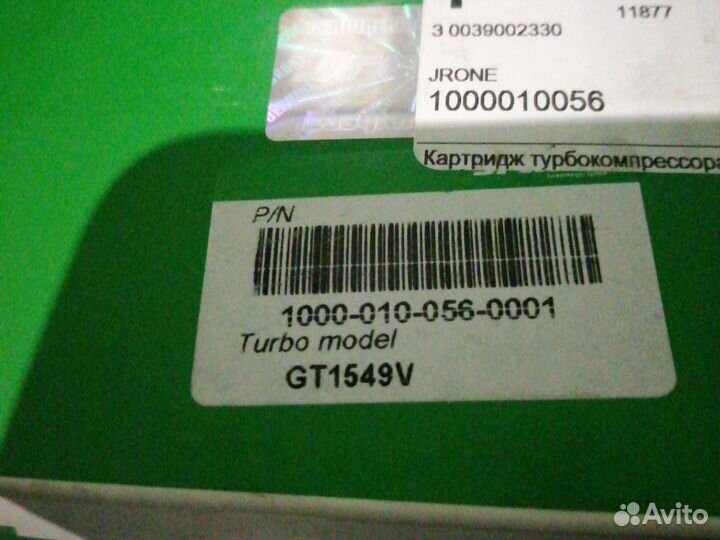 11877
3 0039002330
JRONE
1000010056
Картридж турбокомпрессора
P/N
1000-010-056-0001
Turbo model
GT1549V
Avito